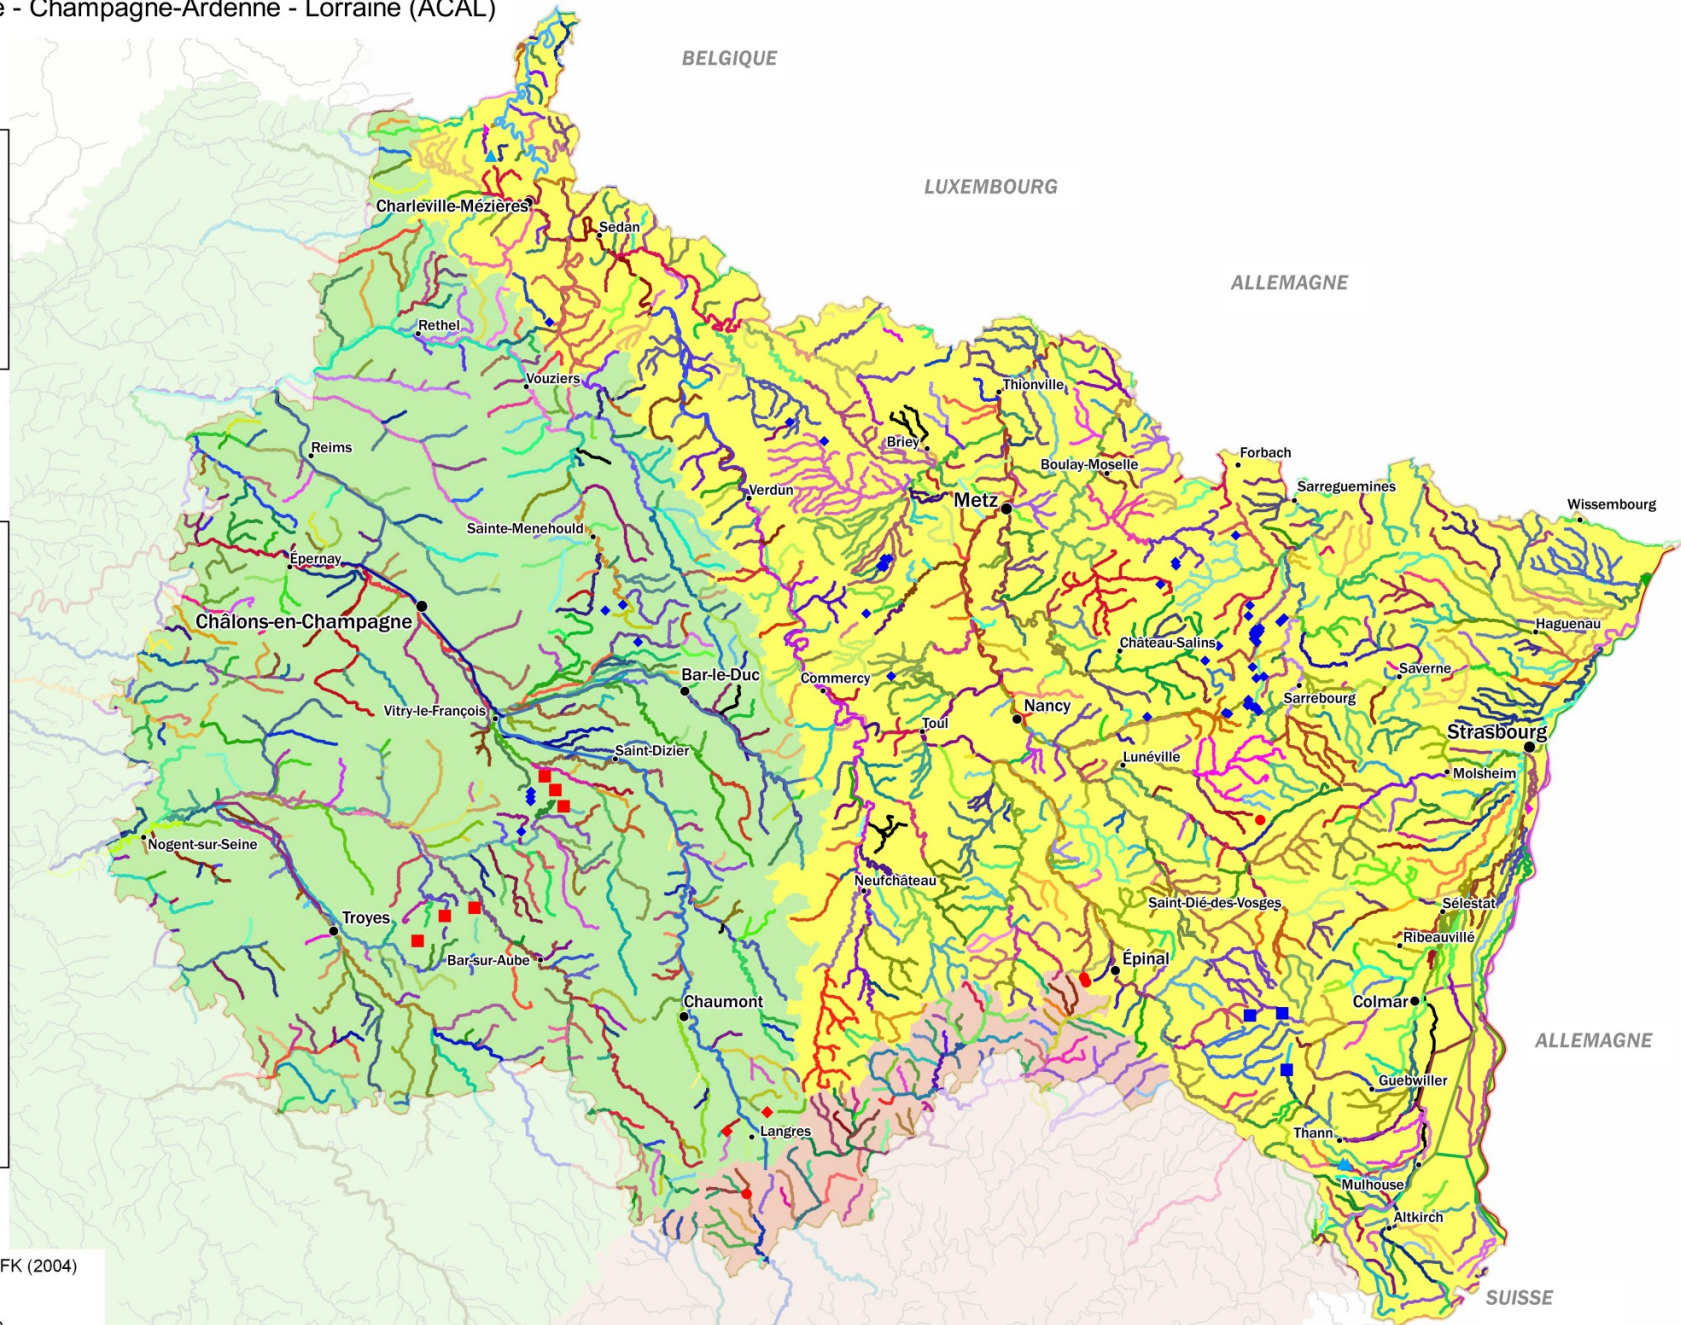 - Champagne-Ardenne - Lorraine (ACAL)
BELGIQUE
LUXEMBOURG
Charleville-Mézières
Sedan
ALLEMAGNE
Rethel
Vouziers
Thionville
Reims
Briey
Forbach
Boulay-Moselle
Sarreguemines
Verdun
Metz
Wissembourg
Sainte-Menehould
Épernay
Châlons-en-Champagne
Haguenau
Château-Salins
Saverne
Bar-le-Duc
Commercy
Sarrebourg
Vitry-le-François
Nancy
Toul
Strasbourg
Saint-Dizier
Lunéville
Molsheim
Nogent-sur-Seine
Neufchâteau
Saint-Dié-des-Vosges
Sélestat
Troyes
Ribeauvillé
Bar-sur-Aube
Épinal
Chaumont
Colmar
ALLEMAGNE
Guebwiller
Langres
Thann
Mulhouse
Altkirch
FK (2004)
SUISSE